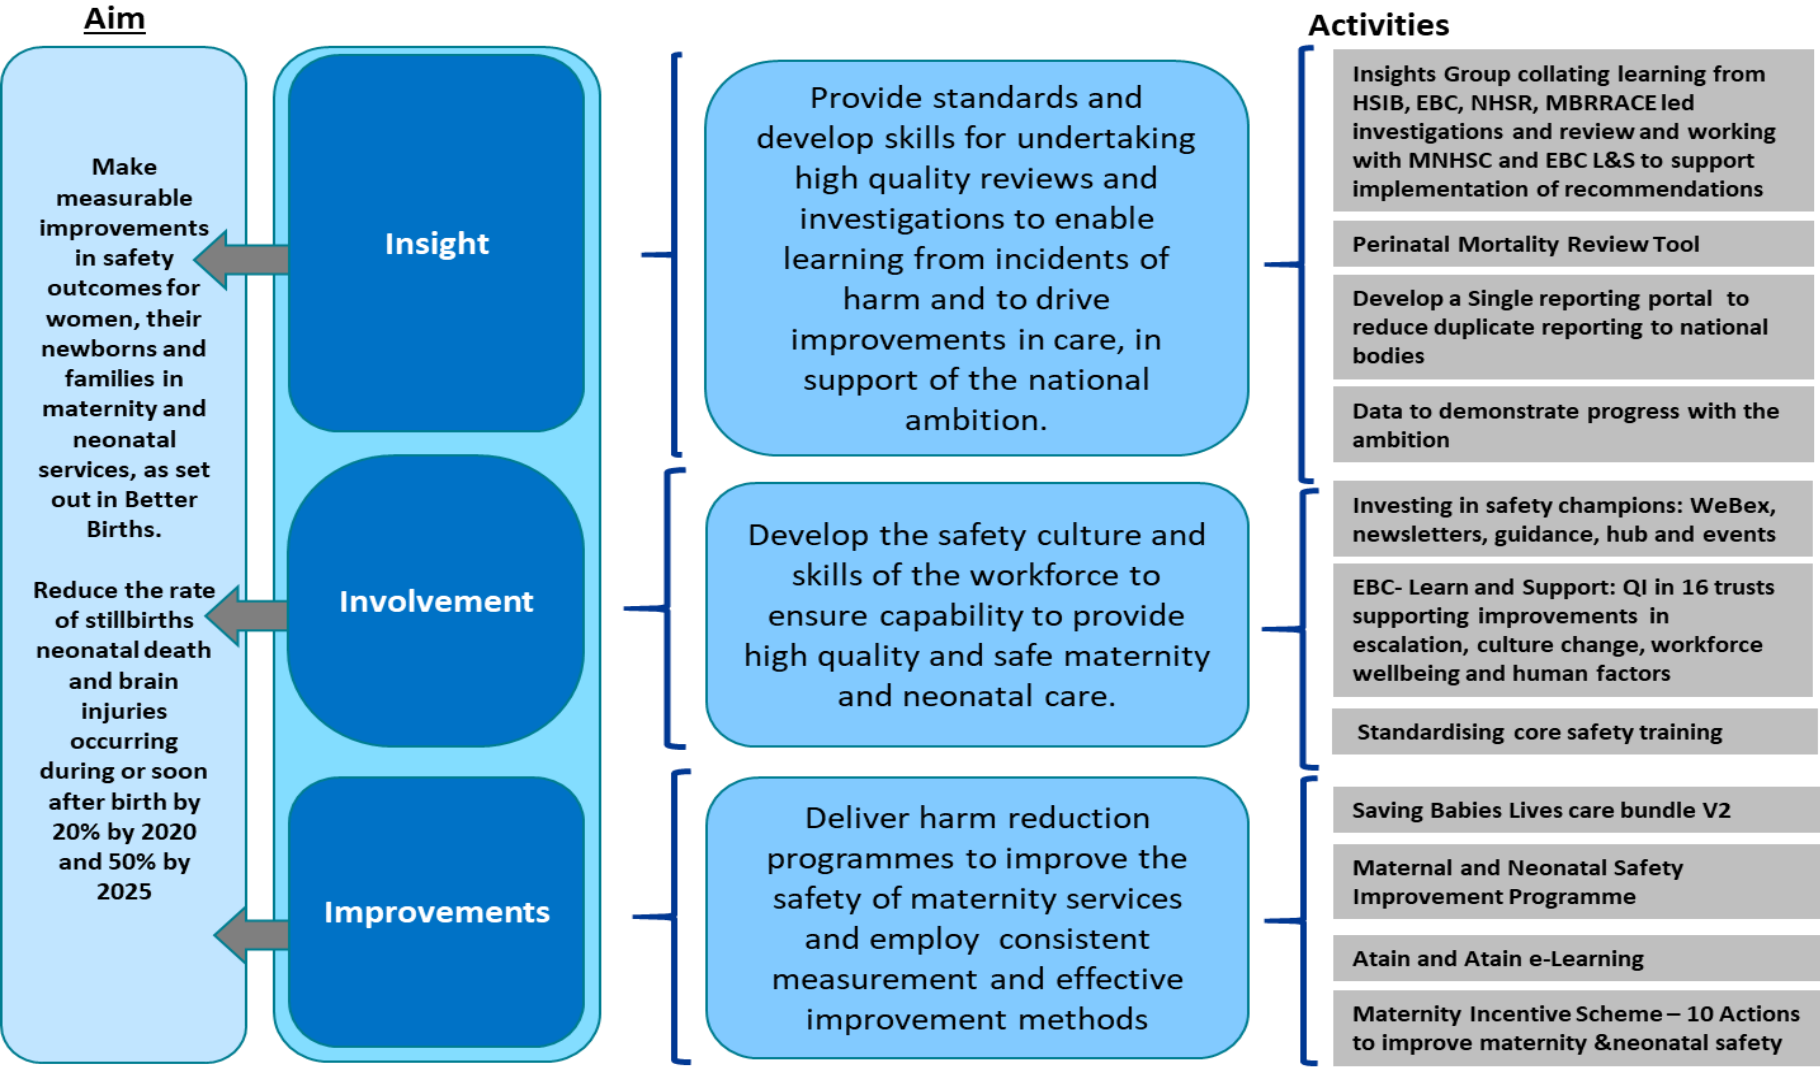 Aim
Make
measurable
improvements
in safety
outcomes for
women, their
newborns and
families in
maternity and
neonatal
services, as set
out in Better
Births.
Reduce the rate
of stillbirths
neonatal death
and brain
injuries
occurring
during or soon
after birth by
20% by 2020
and 50% by
2025
Insight
Involvement
Improvements
Provide standards and
develop skills for undertaking
high quality reviews and
investigations to enable
learning from incidents of
harm and to drive
improvements in care, in
support of the national
ambition.
Develop the safety culture and
skills of the workforce to
ensure capability to provide
high quality and safe maternity
and neonatal care.
Deliver harm reduction
programmes to improve the
safety of maternity services
and employ consistent
measurement and effective
improvement methods
Activities
Insights Group collating learning from
HSIB, EBC, NHSR, MBRRACE led
investigations and review and working
with MNHSC and EBC L&S to support
implementation of recommendations
Perinatal Mortality Review Tool
Develop a Single reporting portal to
reduce duplicate reporting to national
bodies
Data to demonstrate progress with the
ambition
Investing in safety champions: WeBex,
newsletters, guidance, hub and events
EBC- Learn and Support: QI in 16 trusts
supporting improvements in
escalation, culture change, workforce
wellbeing and human factors
Standardising core safety training
Saving Babies Lives care bundle V2
Maternal and Neonatal Safety
Improvement Programme
Atain and Atain e-Learning
Maternity Incentive Scheme – 10 Actions
to improve maternity &neonatal safety